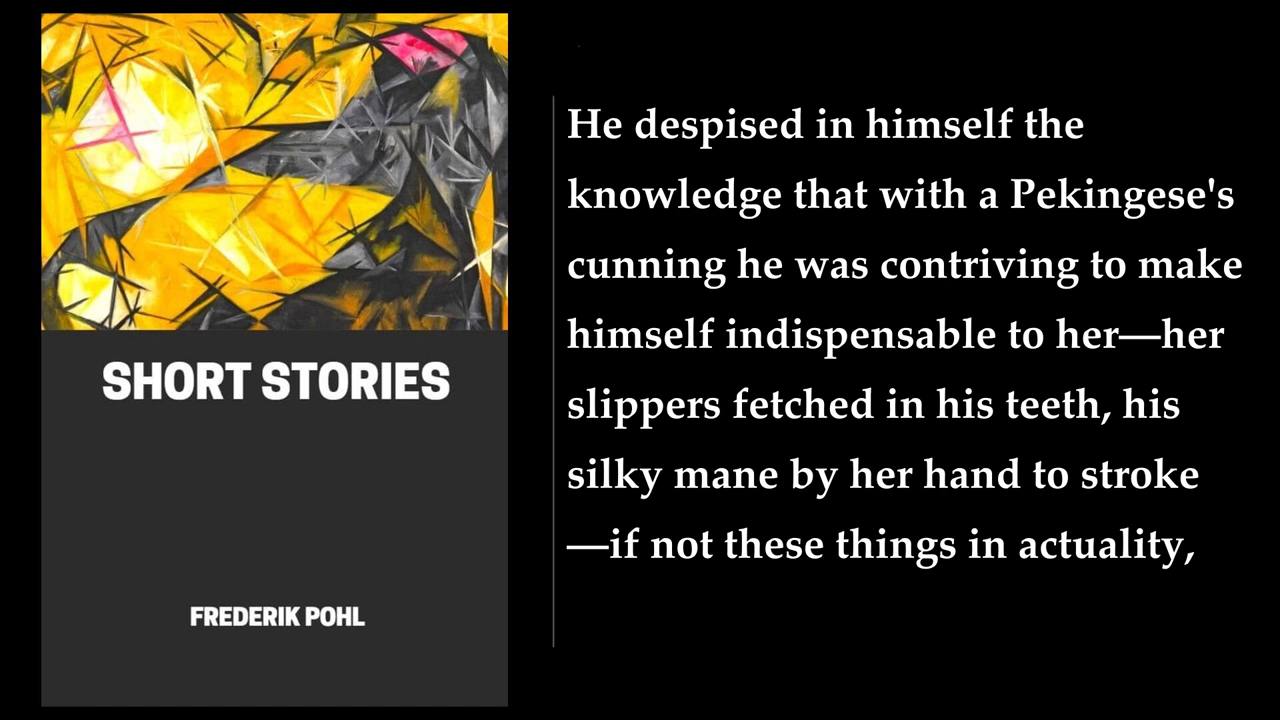 SHORT STORIES
FREDERIK POHL
He despised in himself the
knowledge that with a Pekingese's
cunning he was contriving to make
himself indispensable to her—her
slippers fetched in his teeth, his
silky mane by her hand to stroke
—if not these things in actuality,